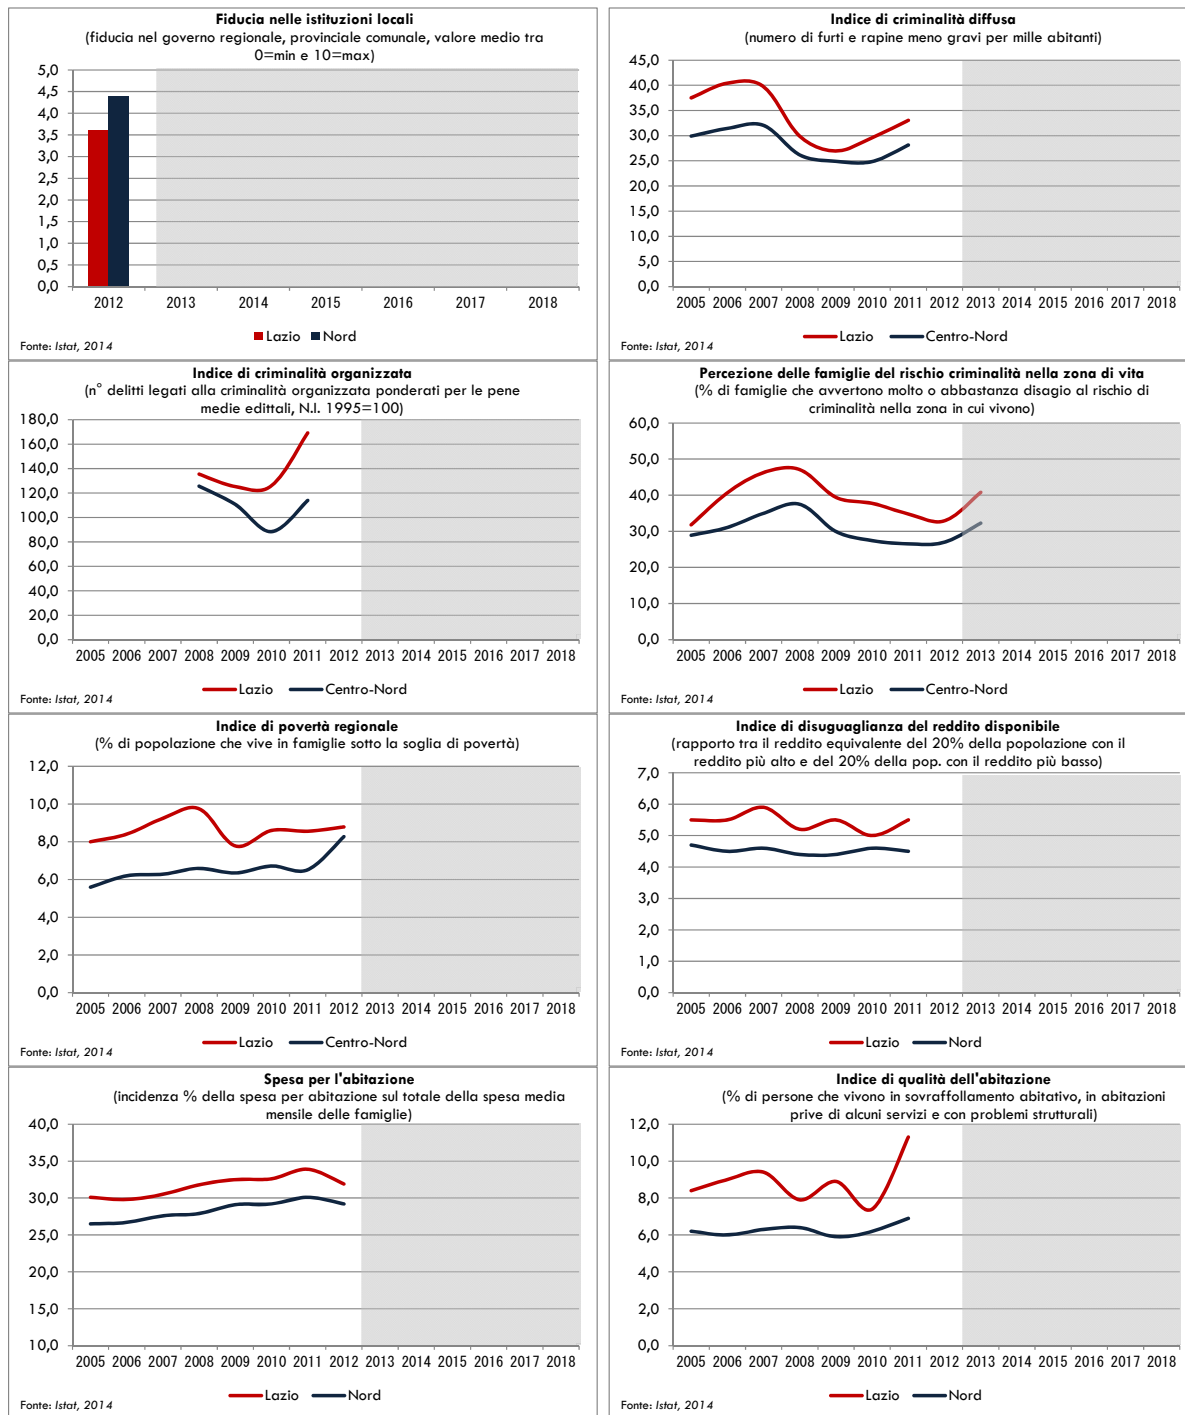 Fiducia nelle istituzioni locali
(fiducia nel governo regionale, provinciale comunale, valore medio tra
0=min e 10=max)
5,0
4,5
4,0
3,5
3,0
2,5
2,0
1,5
1,0
0,5
0,0
2012 2013 2014 2015 2016 2017 2018
Lazio Nord
Fonte: Istat, 2014
Indice di criminalità diffusa
(numero di furti e rapine meno gravi per mille abitanti)
45,0
40,0
35,0
30,0
25,0
20,0
15,0
10,0
5,0
0,0
2005 2006 2007 2008 2009 2010 2011 2012 2013 2014 2015 2016 2017 2018
Lazio Centro-Nord
Fonte: Istat, 2014
Indice di criminalità organizzata
(n° delitti legati alla criminalità organizzata ponderati per le pene
medie edittali, N.I. 1995=100)
180,0
160,0
140,0
120,0
100,0
80,0
60,0
40,0
20,0
0,0
2005 2006 2007 2008 2009 2010 2011 2012 2013 2014 2015 2016 2017 2018
Lazio Centro-Nord
Fonte: Istat, 2014
Percezione delle famiglie del rischio criminalità nella zona di vita
(% di famiglie che avvertono molto o abbastanza disagio al rischio di
criminalità nella zona in cui vivono)
60,0
50,0
40,0
30,0
20,0
10,0
0,0
2005 2006 2007 2008 2009 2010 2011 2012 2013 2014 2015 2016 2017 2018
Lazio Centro-Nord
Fonte: Istat, 2014
Indice di povertà regionale
(% di popolazione che vive in famiglie sotto la soglia di povertà)
12,0
10,0
8,0
6,0
4,0
2,0
0,0
2005 2006 2007 2008 2009 2010 2011 2012 2013 2014 2015 2016 2017 2018
Lazio Centro-Nord
Fonte: Istat, 2014
Indice di disuguaglianza del reddito disponibile
(rapporto tra il reddito equivalente del 20% della popolazione con il
reddito più alto e del 20% della pop. con il reddito più basso)
7,0
6,0
5,0
4,0
3,0
2,0
1,0
0,0
2005 2006 2007 2008 2009 2010 2011 2012 2013 2014 2015 2016 2017 2018
Lazio Nord
Fonte: Istat, 2014
Spesa per l'abitazione
(incidenza % della spesa per abitazione sul totale della spesa media
mensile delle famiglie)
40,0
35,0
30,0
25,0
20,0
15,0
10,0
2005 2006 2007 2008 2009 2010 2011 2012 2013 2014 2015 2016 2017 2018
Lazio Nord
Fonte: Istat, 2014
Indice di qualità dell'abitazione
(% di persone che vivono in sovraffollamento abitativo, in abitazioni
prive di alcuni servizi e con problemi strutturali)
12,0
10,0
8,0
6,0
4,0
2,0
0,0
2005 2006 2007 2008 2009 2010 2011 2012 2013 2014 2015 2016 2017 2018
Lazio Nord
Fonte: Istat, 2014